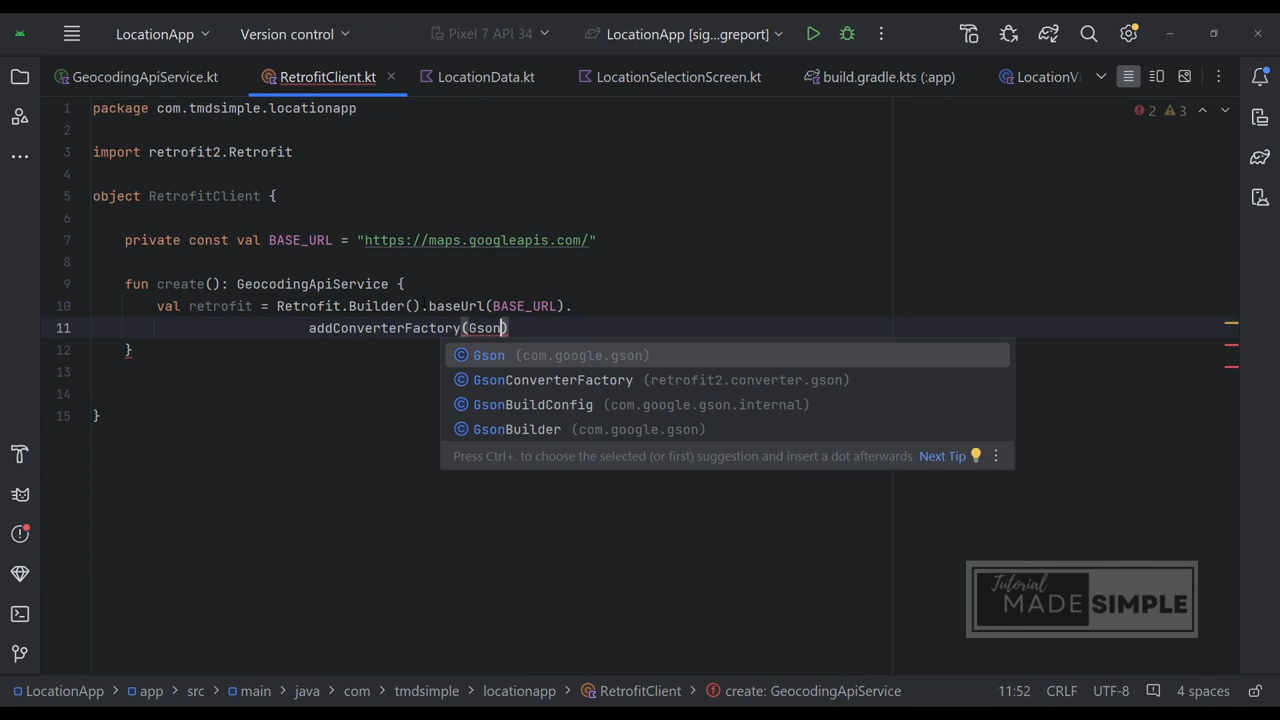 LocationApp Version control Pixel 7 API 34 LocationApp [sig...greport]
GeocodingApiService.kt RetrofitClient.kt LocationData.kt LocationSelectionScreen.kt build.gradle.kts (:app) LocationVi
1 package com.tmdsimple.locationapp 2 3
2
3 import retrofit2.Retrofit
4
5 object RetrofitClient {
6
7 private const val BASE_URL = "https://maps.googleapis.com/"
8
9 fun create(): GeocodingApiService {
10 val retrofit = Retrofit.Builder().baseUrl(BASE_URL).
11 addConverterFactory(Gson)
12 }
Gson (com.google.gson)
13
GsonConverterFactory (retrofit2.converter.gson)
14
GsonBuildConfig (com.google.gson.internal)
15 }
GsonBuilder (com.google.gson)
Press Ctrl+. to choose the selected (or first) suggestion and insert a dot afterwards Next Tip
Tutorial
MADE SIMPLE
LocationApp > app > src > main > java > com > tmdsimple > locationapp > RetrofitClient > create: GeocodingApiService 11:52 CRLF UTF-8 4 spaces